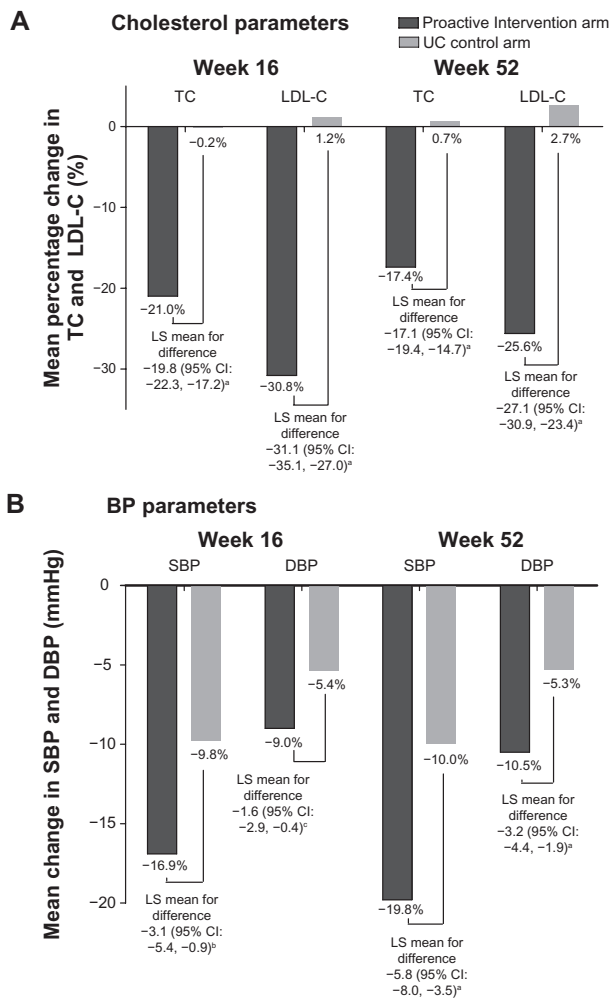 A Cholesterol parameters
Proactive Intervention arm
UC control arm
Week 16 Week 52
TC LDL-C TC LDL-C
Mean percentage change in
TC and LDL-C (%)
0
−10
−20
−30
−0.2%
1.2%
0.7%
2.7%
−21.0%
LS mean for
difference
−19.8 (95% CI:
−22.3, −17.2)ᵃ
−30.8%
LS mean for
difference
−31.1 (95% CI:
−35.1, −27.0)ᵃ
−17.4%
LS mean for
difference
−17.1 (95% CI:
−19.4, −14.7)ᵃ
−25.6%
LS mean for
difference
−27.1 (95% CI:
−30.9, −23.4)ᵃ
B BP parameters
Week 16 Week 52
SBP DBP SBP DBP
Mean change in SBP and DBP (mmHg)
0
−5
−10
−15
−20
−16.9%
−9.8%
LS mean for
difference
−3.1 (95% CI:
−5.4, −0.9)ᵇ
−9.0%
−5.4%
LS mean for
difference
−1.6 (95% CI:
−2.9, −0.4)ᶜ
−19.8%
−10.0%
LS mean for
difference
−5.8 (95% CI:
−8.0, −3.5)ᵃ
−10.5%
−5.3%
LS mean for
difference
−3.2 (95% CI:
−4.4, −1.9)ᵃ